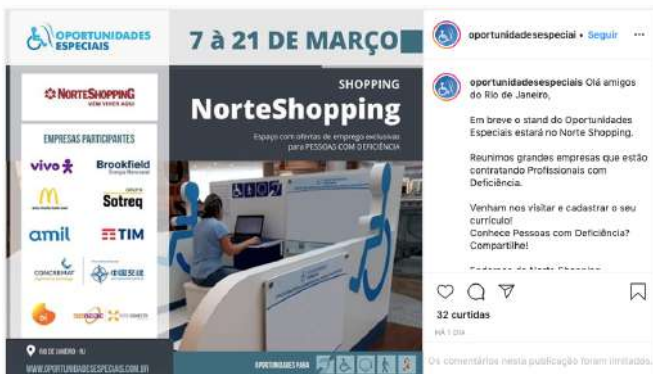 OPORTUNIDADES
ESPECIAIS
NORTESHOPPING
VEM VIVER AQUI
EMPRESAS PARTICIPANTES
vivo
Brookfield
Energia Renovável
M
Sotreq
amil
TIM
CONCREMAT
oi
RIO DE JANEIRO - RJ
WWW.OPORTUNIDADESESPECIAIS.COM.BR
7 à 21 DE MARÇO
SHOPPING
NorteShopping
Espaço com ofertas de emprego exclusivas
para PESSOAS COM DEFICIÊNCIA
OPORTUNIDADES PARA
oportunidadesespeciai • Seguir ...
oportunidadesespeciais Olá amigos
do Rio de Janeiro,
Em breve o stand do Oportunidades
Especiais estará no Norte Shopping.
Reunimos grandes empresas que estão
contratando Profissionais com
Deficiência.
Venham nos visitar e cadastrar o seu
currículo!
Conhece Pessoas com Deficiência?
Compartilhe!
32 curtidas
HÁ 1 DIA
Os comentários nesta publicação foram limitados.